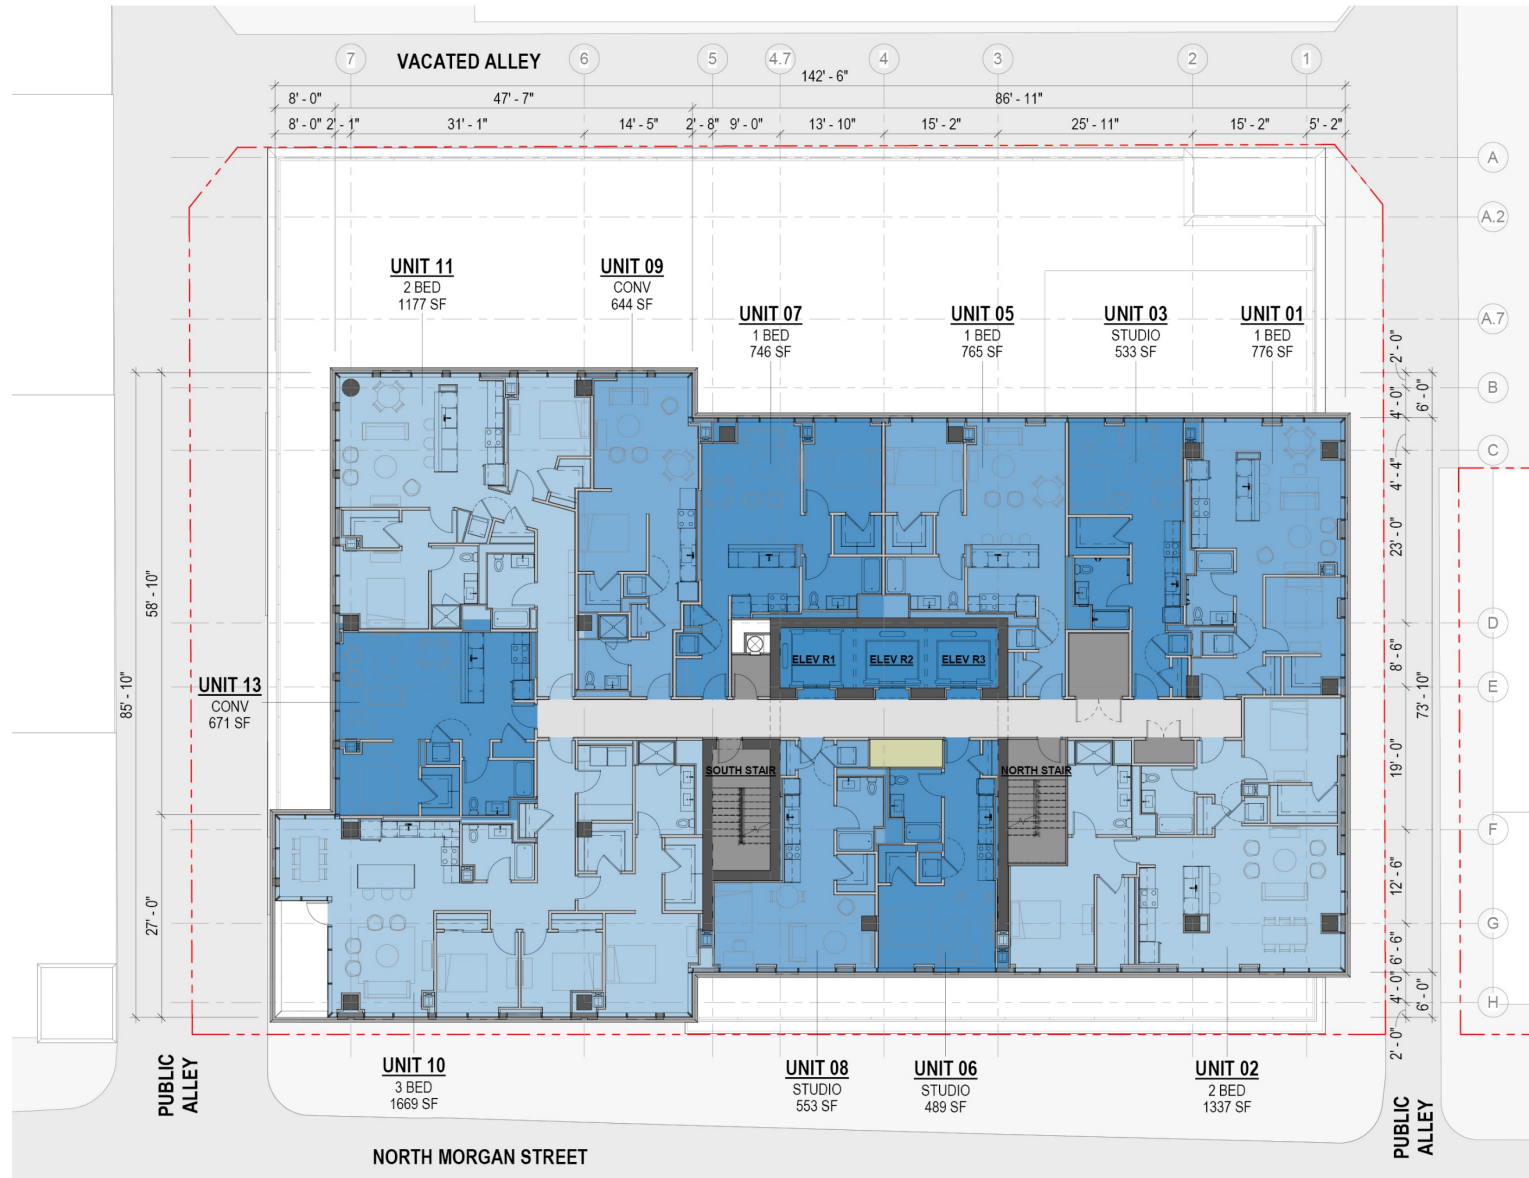 VACATED ALLEY
7
6
5
4.7
4
3
2
1
142' - 6"
8' - 0"
47' - 7"
86' - 11"
8' - 0"
2' - 1"
31' - 1"
14' - 5"
2' - 8"
9' - 0"
13' - 10"
15' - 2"
25' - 11"
15' - 2"
5' - 2"
A
A.2
A.7
B
C
D
E
F
G
H
UNIT 11
2 BED
1177 SF
UNIT 09
CONV
644 SF
UNIT 07
1 BED
746 SF
UNIT 05
1 BED
765 SF
UNIT 03
STUDIO
533 SF
UNIT 01
1 BED
776 SF
2' - 0"
4' - 0"
6' - 0"
4' - 4"
23' - 0"
8' - 6"
73' - 10"
19' - 0"
12' - 6"
6' - 6"
4' - 0"
6' - 0"
2' - 0"
58' - 10"
85' - 10"
27' - 0"
ELEV R1
ELEV R2
ELEV R3
UNIT 13
CONV
671 SF
SOUTH STAIR
NORTH STAIR
UNIT 10
3 BED
1669 SF
UNIT 08
STUDIO
553 SF
UNIT 06
STUDIO
489 SF
UNIT 02
2 BED
1337 SF
PUBLIC
ALLEY
PUBLIC
ALLEY
NORTH MORGAN STREET